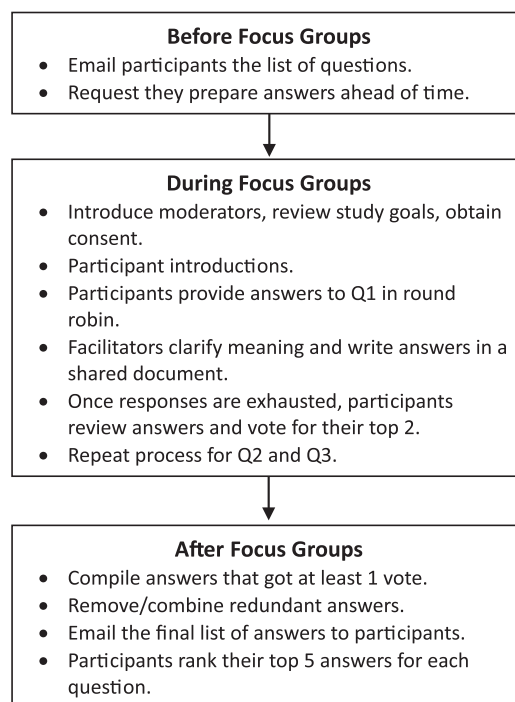 Before Focus Groups
• Email participants the list of questions.
• Request they prepare answers ahead of time.
During Focus Groups
• Introduce moderators, review study goals, obtain
consent.
• Participant introductions.
• Participants provide answers to Q1 in round
robin.
• Facilitators clarify meaning and write answers in a
shared document.
• Once responses are exhausted, participants
review answers and vote for their top 2.
• Repeat process for Q2 and Q3.
After Focus Groups
• Compile answers that got at least 1 vote.
• Remove/combine redundant answers.
• Email the final list of answers to participants.
• Participants rank their top 5 answers for each
question.